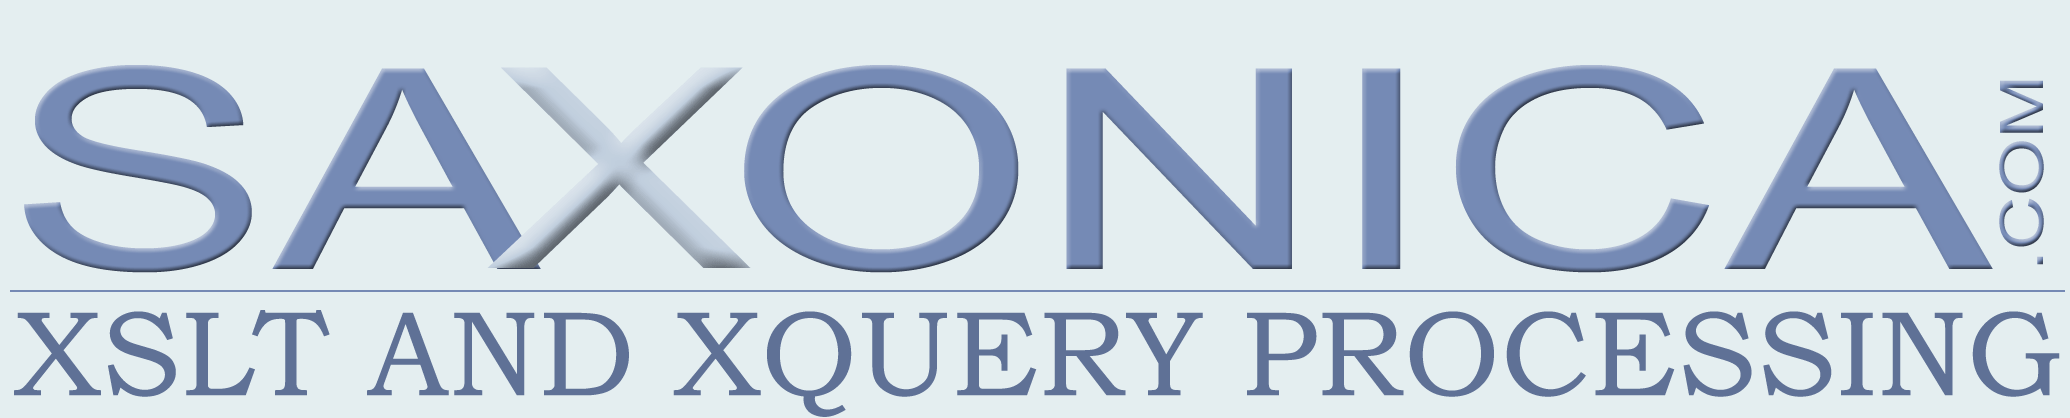 SAXONICA.COM
XSLT AND XQUERY PROCESSING